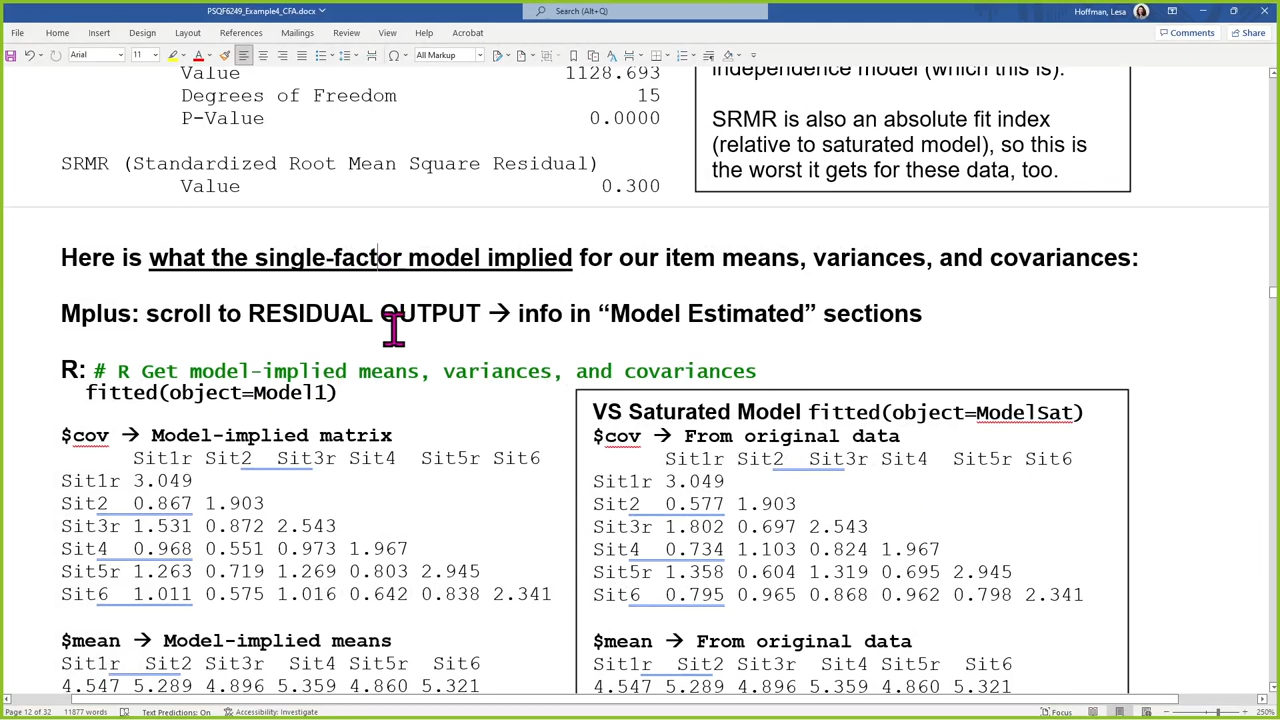 PSQF6249_Example4_CFA.docx
Search (Alt+Q)
Hoffman, Lesa
File Home Insert Design Layout References Mailings Review View Help Acrobat
Comments Share
Arial 11 All Markup
Value 1128.693
Degrees of Freedom 15
P-Value 0.0000
SRMR (Standardized Root Mean Square Residual)
Value 0.300
independence model (which this is).
SRMR is also an absolute fit index
(relative to saturated model), so this is
the worst it gets for these data, too.
Here is what the single-factor model implied for our item means, variances, and covariances:
Mplus: scroll to RESIDUAL OUTPUT → info in “Model Estimated” sections
R: # R Get model-implied means, variances, and covariances
fitted(object=Model1)
$cov → Model-implied matrix
Sit1r Sit2 Sit3r Sit4 Sit5r Sit6
Sit1r 3.049
Sit2 0.867 1.903
Sit3r 1.531 0.872 2.543
Sit4 0.968 0.551 0.973 1.967
Sit5r 1.263 0.719 1.269 0.803 2.945
Sit6 1.011 0.575 1.016 0.642 0.838 2.341
$mean → Model-implied means
Sit1r Sit2 Sit3r Sit4 Sit5r Sit6
4.547 5.289 4.896 5.359 4.860 5.321
VS Saturated Model fitted(object=ModelSat)
$cov → From original data
Sit1r Sit2 Sit3r Sit4 Sit5r Sit6
Sit1r 3.049
Sit2 0.577 1.903
Sit3r 1.802 0.697 2.543
Sit4 0.734 1.103 0.824 1.967
Sit5r 1.358 0.604 1.319 0.695 2.945
Sit6 0.795 0.965 0.868 0.962 0.798 2.341
$mean → From original data
Sit1r Sit2 Sit3r Sit4 Sit5r Sit6
4.547 5.289 4.896 5.359 4.860 5.321
Page 12 of 32 11877 words Text Predictions: On Accessibility: Investigate Focus 250%